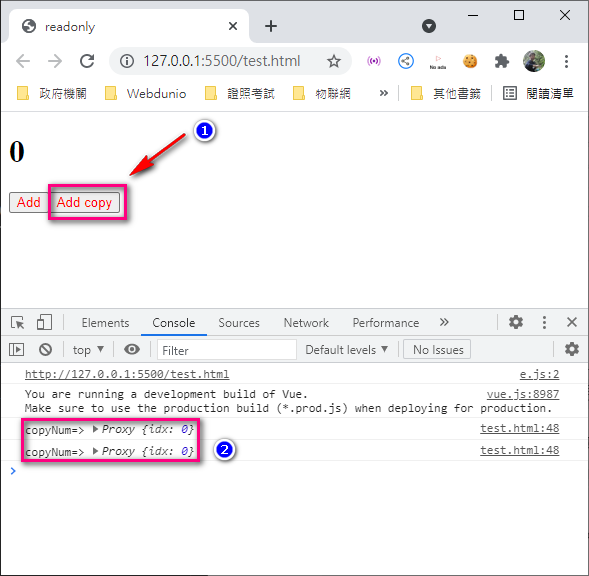 readonly
127.0.0.1:5500/test.html
No ads
政府機關 Webdunio 證照考試 物聯網 » 其他書籤 閱讀清單
0
1
Add Add copy
Elements Console Sources Network Performance »
top Filter Default levels No Issues
http://127.0.0.1:5500/test.html e.js:2
You are running a development build of Vue. vue.js:8987
Make sure to use the production build (*.prod.js) when deploying for production.
copyNum=> Proxy {idx: 0} test.html:48
copyNum=> Proxy {idx: 0} test.html:48
2